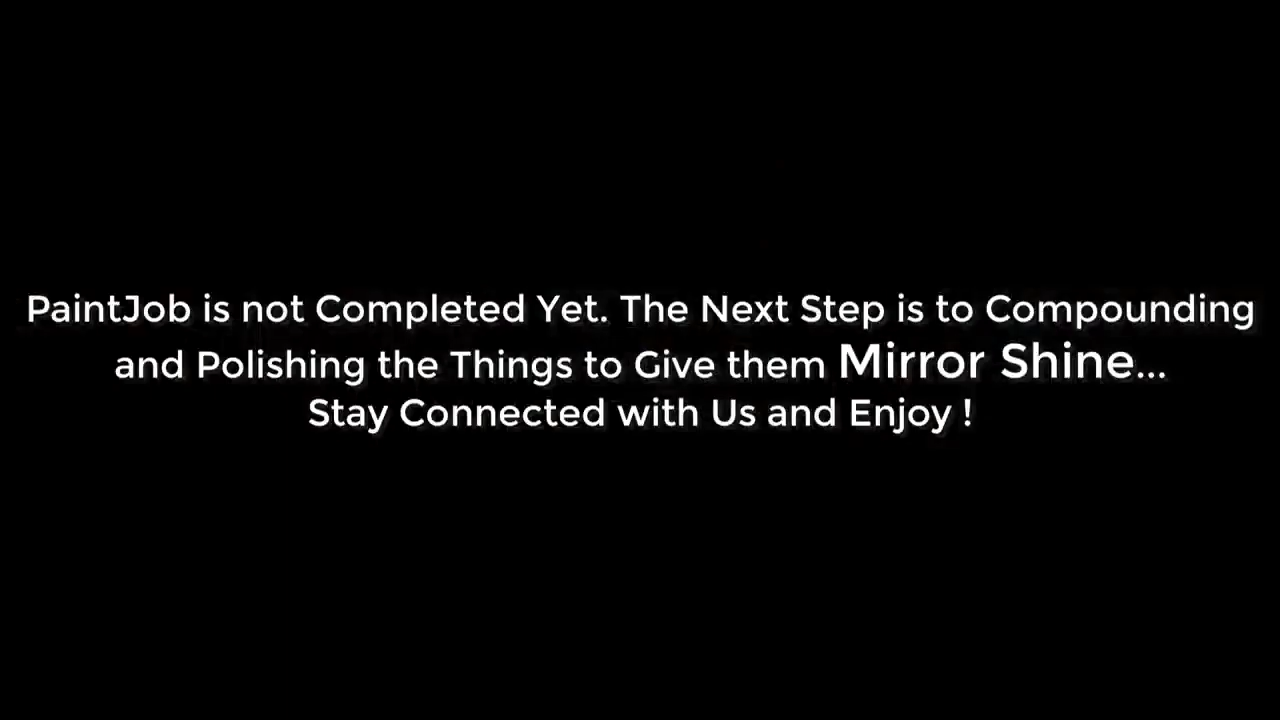 PaintJob is not Completed Yet. The Next Step is to Compounding
and Polishing the Things to Give them Mirror Shine...
Stay Connected with Us and Enjoy !